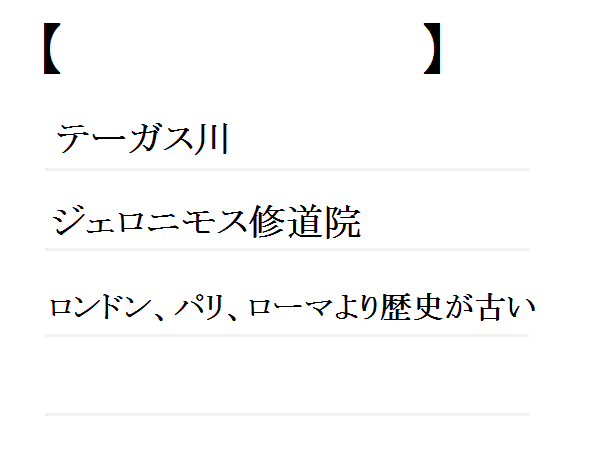 【　　　　　　　　　】
テーガス川
ジェロニモス修道院
ロンドン、パリ、ローマより歴史が古い